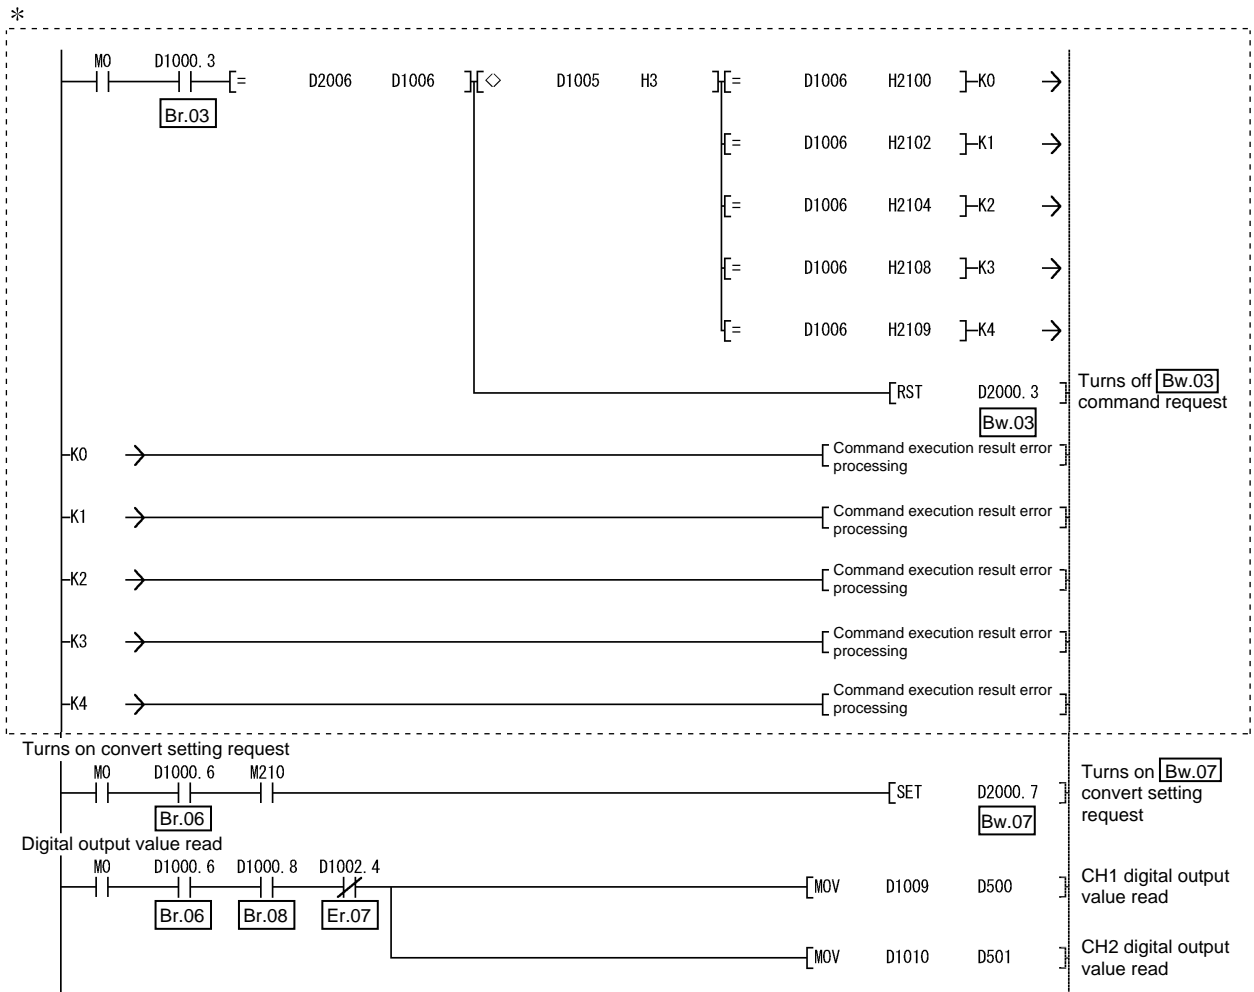 *
M0 D1000.3
[= D2006 D1006 ] [<> D1005 H3 ] [= D1006 H2100 ] K0
Br.03
[= D1006 H2102 ] K1
[= D1006 H2104 ] K2
[= D1006 H2108 ] K3
[= D1006 H2109 ] K4
[RST D2000.3 ]
Bw.03
Turns off Bw.03
command request
K0 [Command execution result error
processing ]
K1 [Command execution result error
processing ]
K2 [Command execution result error
processing ]
K3 [Command execution result error
processing ]
K4 [Command execution result error
processing ]
Turns on convert setting request
M0 D1000.6 M210
[SET D2000.7 ]
Br.06 Bw.07
Turns on Bw.07
convert setting
request
Digital output value read
M0 D1000.6 D1000.8 D1002.4
[MOV D1009 D500 ]
CH1 digital output
value read
Br.06 Br.08 Er.07
[MOV D1010 D501 ]
CH2 digital output
value read